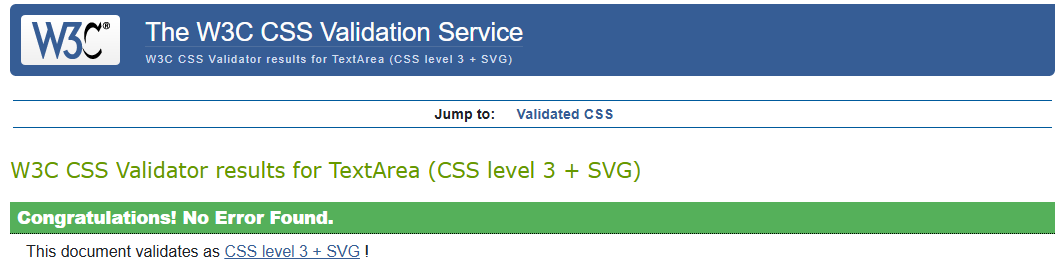 W3C®
The W3C CSS Validation Service
W3C CSS Validator results for TextArea (CSS level 3 + SVG)
Jump to: Validated CSS
W3C CSS Validator results for TextArea (CSS level 3 + SVG)
Congratulations! No Error Found.
This document validates as CSS level 3 + SVG !